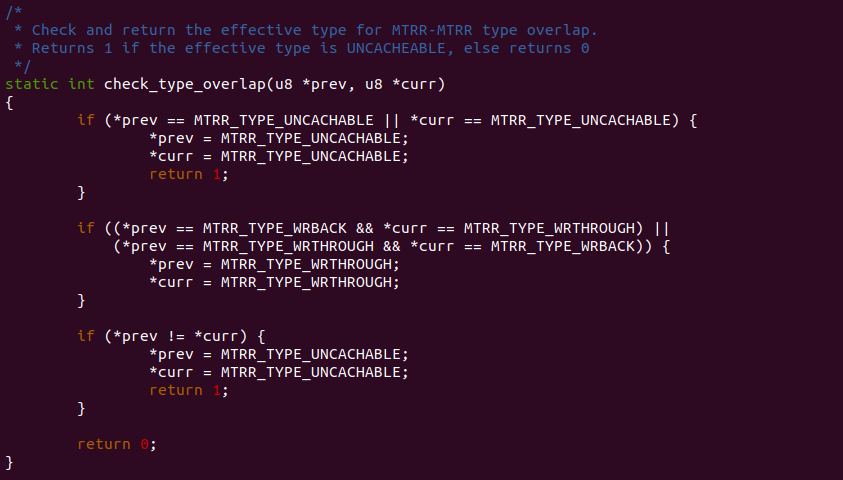 /*
 * Check and return the effective type for MTRR-MTRR type overlap.
 * Returns 1 if the effective type is UNCACHEABLE, else returns 0
 */
static int check_type_overlap(u8 *prev, u8 *curr)
{
        if (*prev == MTRR_TYPE_UNCACHABLE || *curr == MTRR_TYPE_UNCACHABLE) {
                *prev = MTRR_TYPE_UNCACHABLE;
                *curr = MTRR_TYPE_UNCACHABLE;
                return 1;
        }

        if ((*prev == MTRR_TYPE_WRBACK && *curr == MTRR_TYPE_WRTHROUGH) ||
            (*prev == MTRR_TYPE_WRTHROUGH && *curr == MTRR_TYPE_WRBACK)) {
                *prev = MTRR_TYPE_WRTHROUGH;
                *curr = MTRR_TYPE_WRTHROUGH;
        }

        if (*prev != *curr) {
                *prev = MTRR_TYPE_UNCACHABLE;
                *curr = MTRR_TYPE_UNCACHABLE;
                return 1;
        }

        return 0;
}